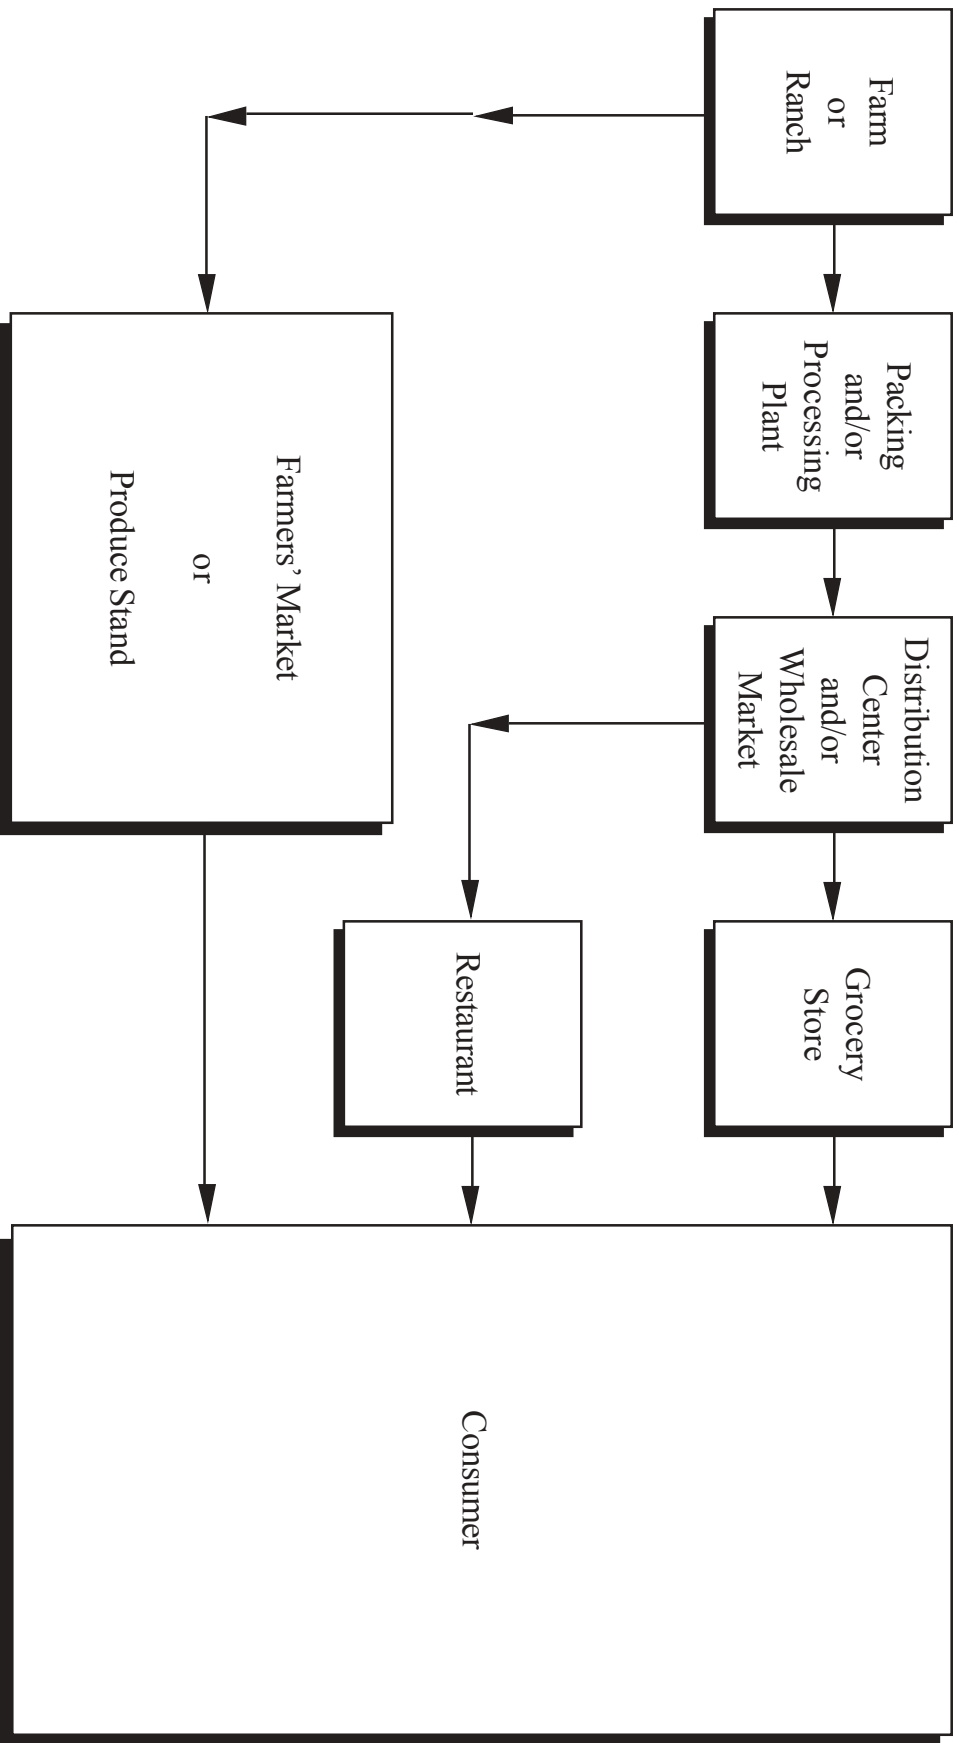 Farm
or
Ranch
Packing
and/or
Processing
Plant
Distribution
Center
and/or
Wholesale
Market
Grocery
Store
Restaurant
Farmers’ Market
or
Produce Stand
Consumer